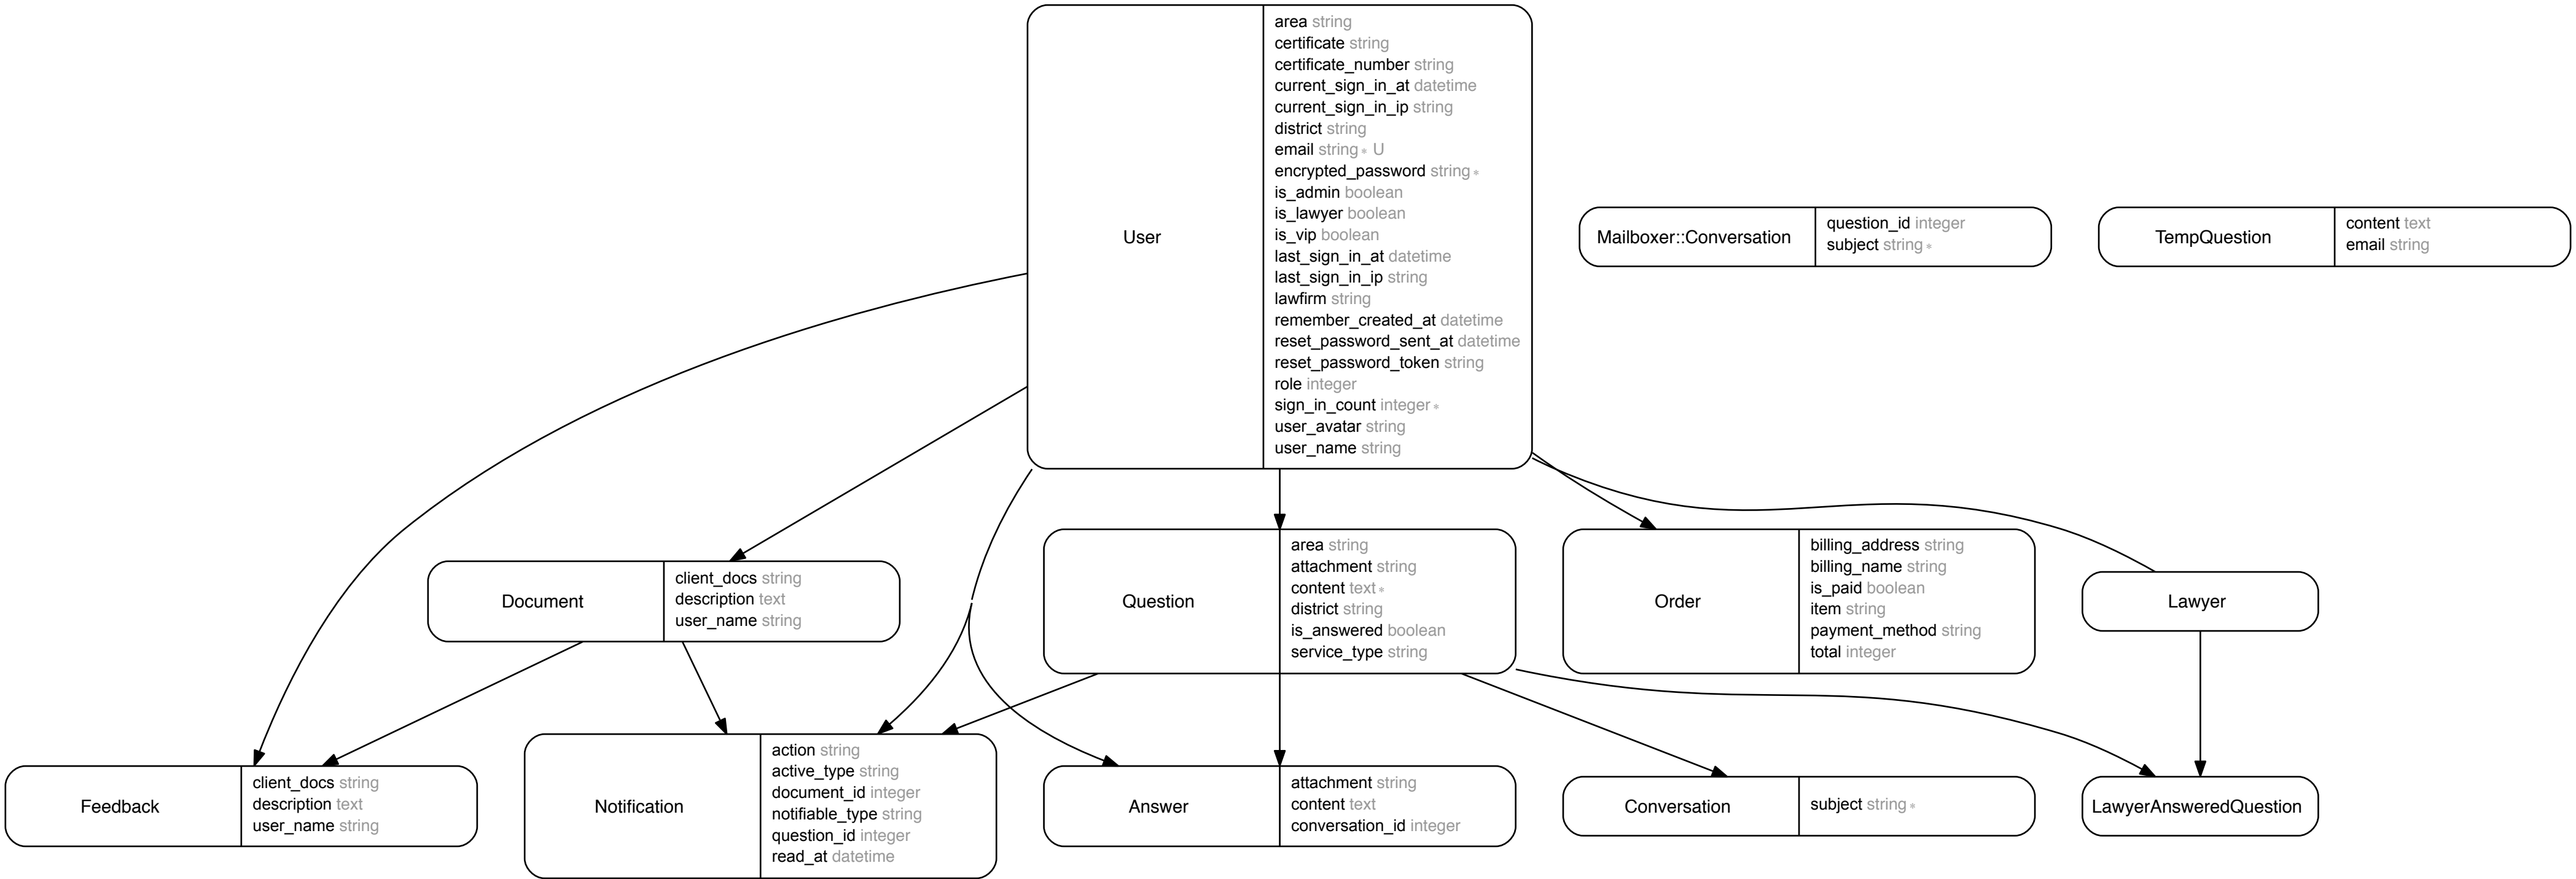 User
area string
certificate string
certificate_number string
current_sign_in_at datetime
current_sign_in_ip string
district string
email string∗ U
encrypted_password string∗
is_admin boolean
is_lawyer boolean
is_vip boolean
last_sign_in_at datetime
last_sign_in_ip string
lawfirm string
remember_created_at datetime
reset_password_sent_at datetime
reset_password_token string
role integer
sign_in_count integer∗
user_avatar string
user_name string
Mailboxer::Conversation
question_id integer
subject string∗
TempQuestion
content text
email string
Document
client_docs string
description text
user_name string
Question
area string
attachment string
content text∗
district string
is_answered boolean
service_type string
Order
billing_address string
billing_name string
is_paid boolean
item string
payment_method string
total integer
Lawyer
Feedback
client_docs string
description text
user_name string
Notification
action string
active_type string
document_id integer
notifiable_type string
question_id integer
read_at datetime
Answer
attachment string
content text
conversation_id integer
Conversation
subject string∗
LawyerAnsweredQuestion